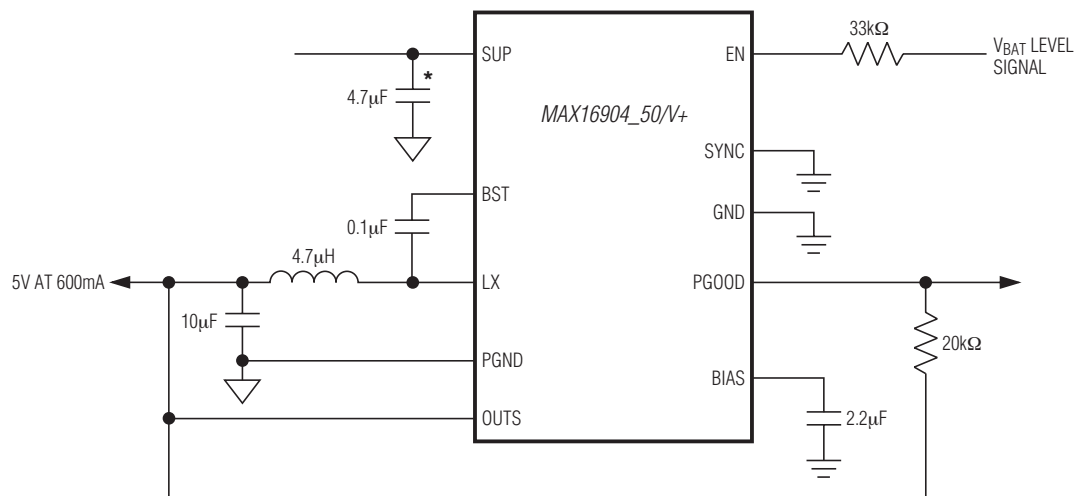 33kΩ
SUP
EN
V_BAT LEVEL
SIGNAL
*
4.7μF
MAX16904_50/V+
SYNC
BST
GND
0.1μF
4.7μH
5V AT 600mA
LX
PGOOD
10μF
20kΩ
PGND
BIAS
OUTS
2.2μF